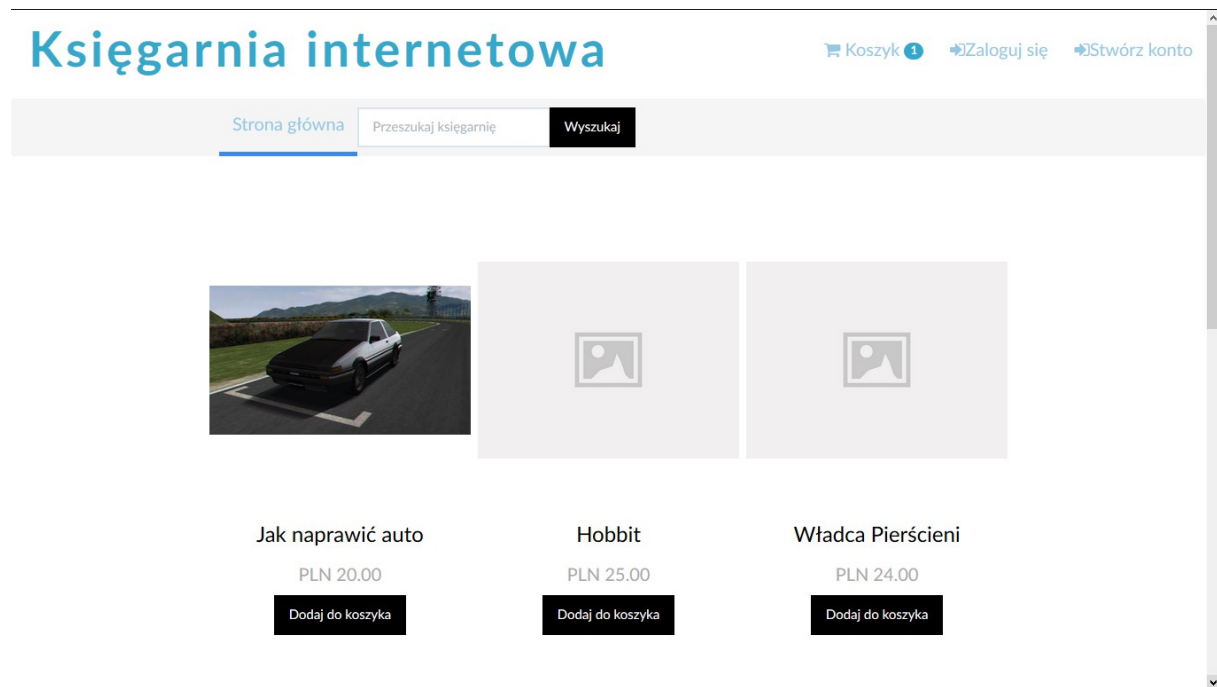 Księgarnia internetowa
Koszyk 1 Zaloguj się Stwórz konto
Strona główna Przeszukaj księgarnię Wyszukaj
Jak naprawić auto Hobbit Władca Pierścieni
PLN 20.00 PLN 25.00 PLN 24.00
Dodaj do koszyka Dodaj do koszyka Dodaj do koszyka